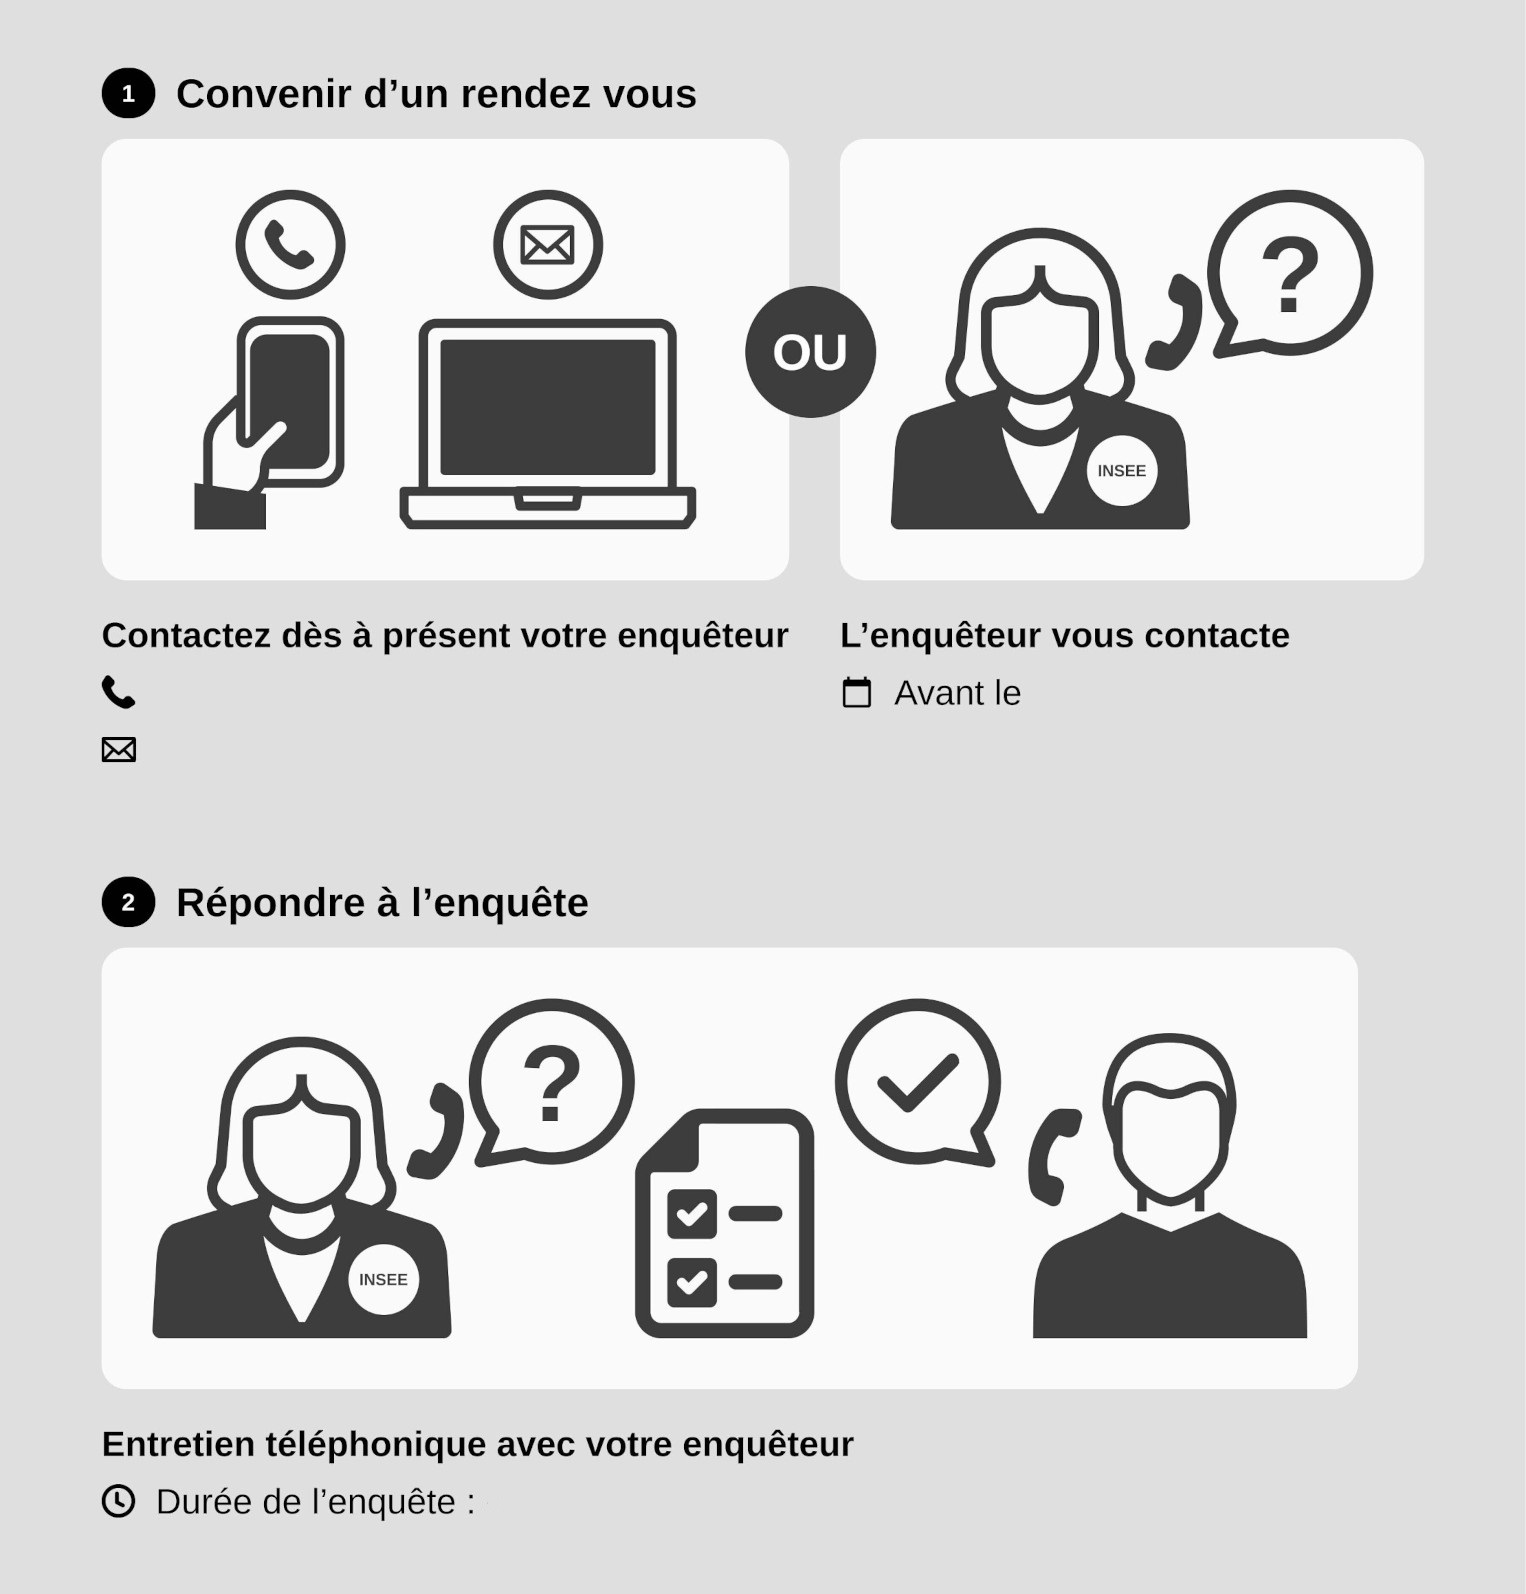 1 Convenir d’un rendez vous
?
OU
INSEE
Contactez dès à présent votre enquêteur
L’enquêteur vous contacte
Avant le
2 Répondre à l’enquête
?
INSEE
Entretien téléphonique avec votre enquêteur
Durée de l’enquête :